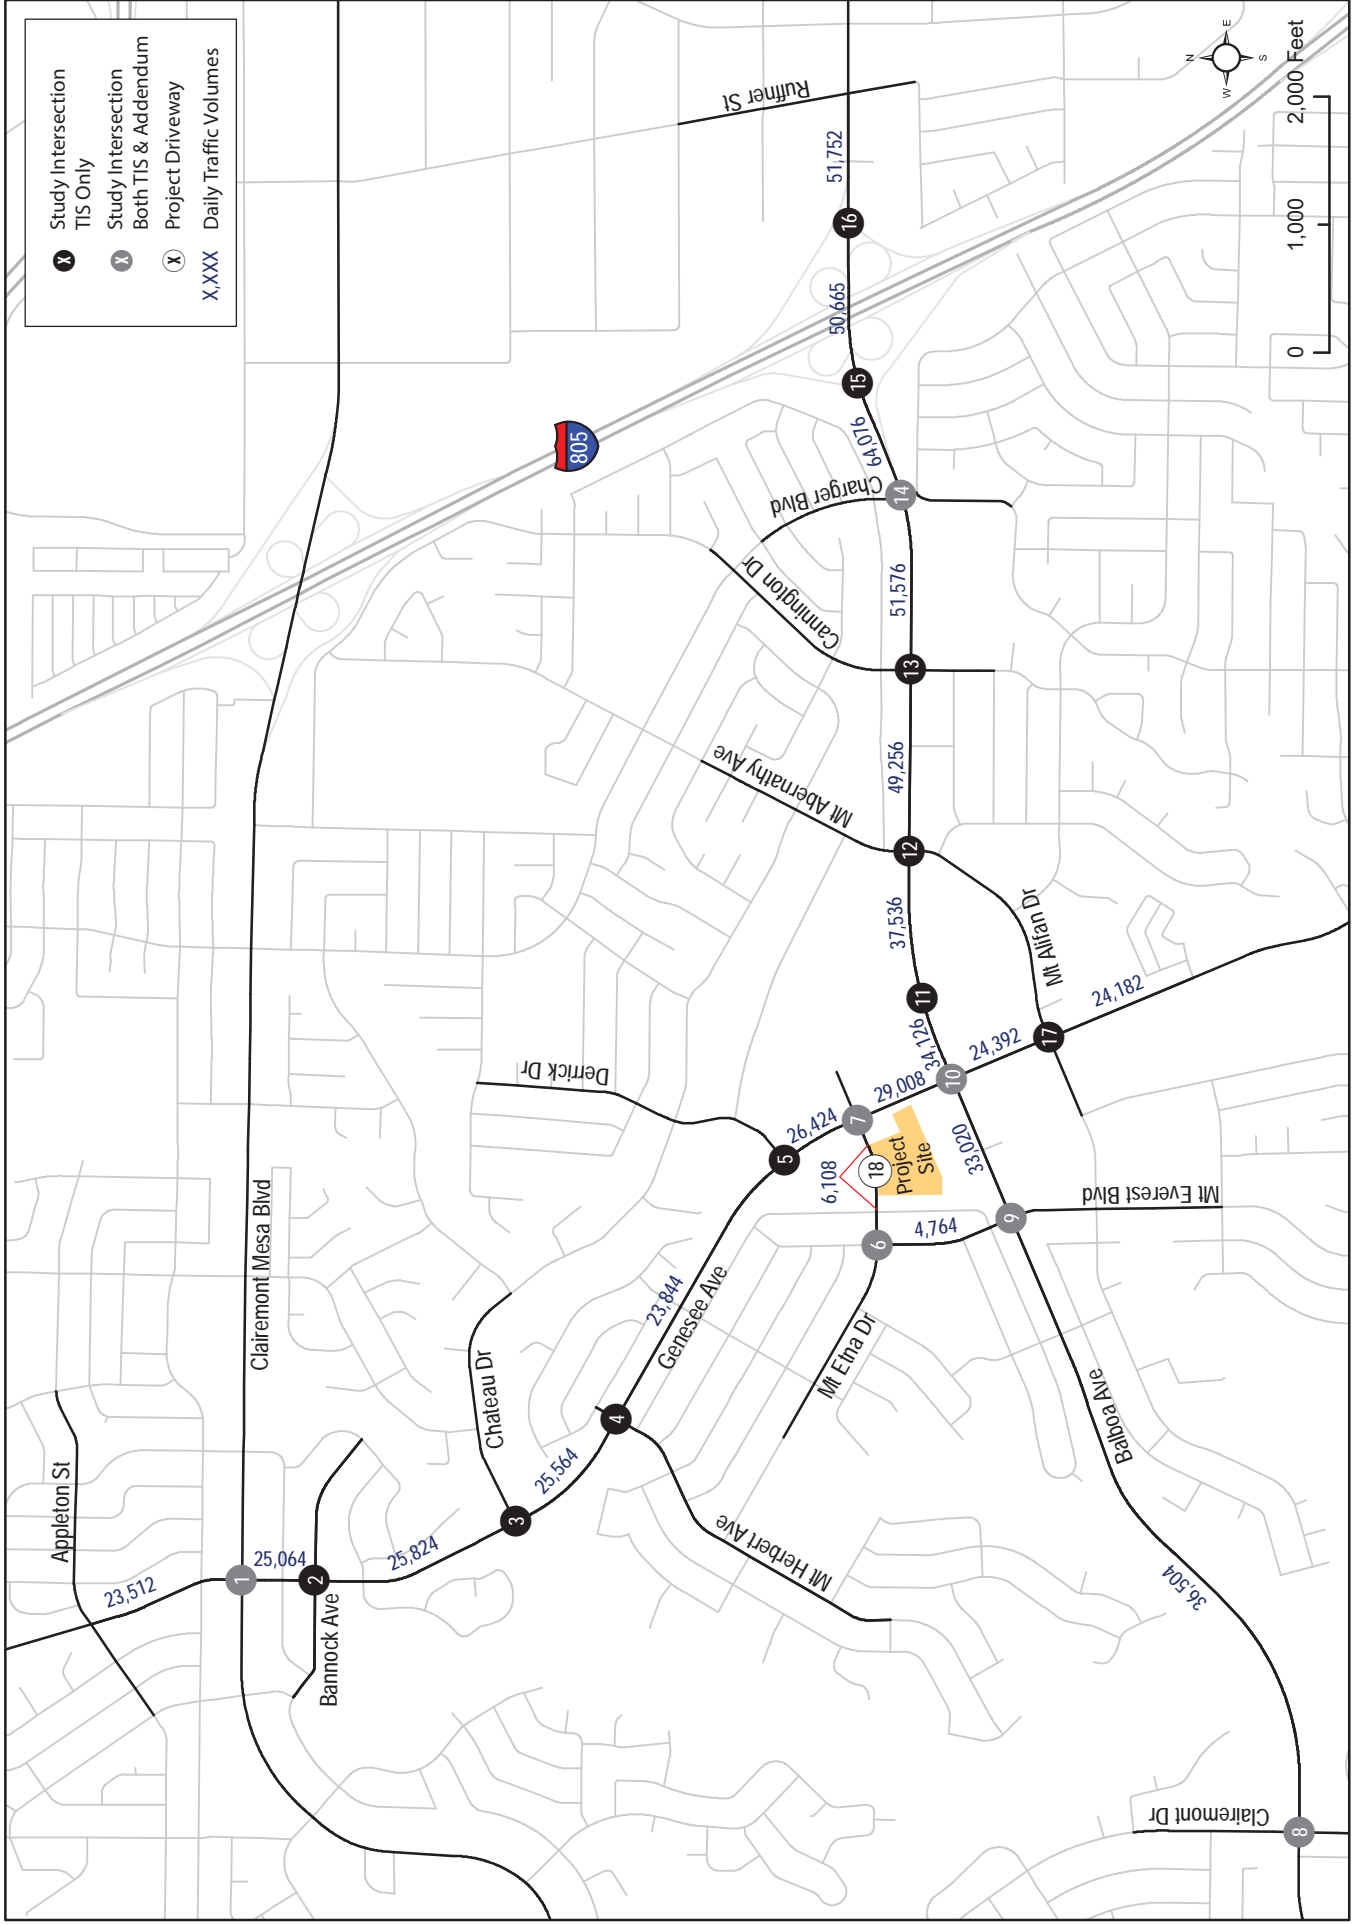 Study Intersection
TIS Only
Study Intersection
Both TIS & Addendum
Project Driveway
Daily Traffic Volumes
X
X
X
X,XXX
Appleton St
23,512
Clairemont Mesa Blvd
1
25,064
2
Bannock Ave
25,824
Chateau Dr
3
25,564
4
Mt Herbert Ave
23,844
Genesee Ave
Derrick Dr
5
26,424
7
29,008
6,108
18
Project
Site
6
4,764
Mt Etna Dr
9
Mt Everest Blvd
33,020
10
34,126
24,392
17
24,182
Mt Alifan Dr
11
37,536
12
Mt Abernathy Ave
49,256
13
Cannington Dr
51,576
14
Charger Blvd
64,076
15
50,665
16
51,752
Ruffner St
805
Balboa Ave
36,504
8
Clairemont Dr
N
E
S
W
0
1,000
2,000 Feet